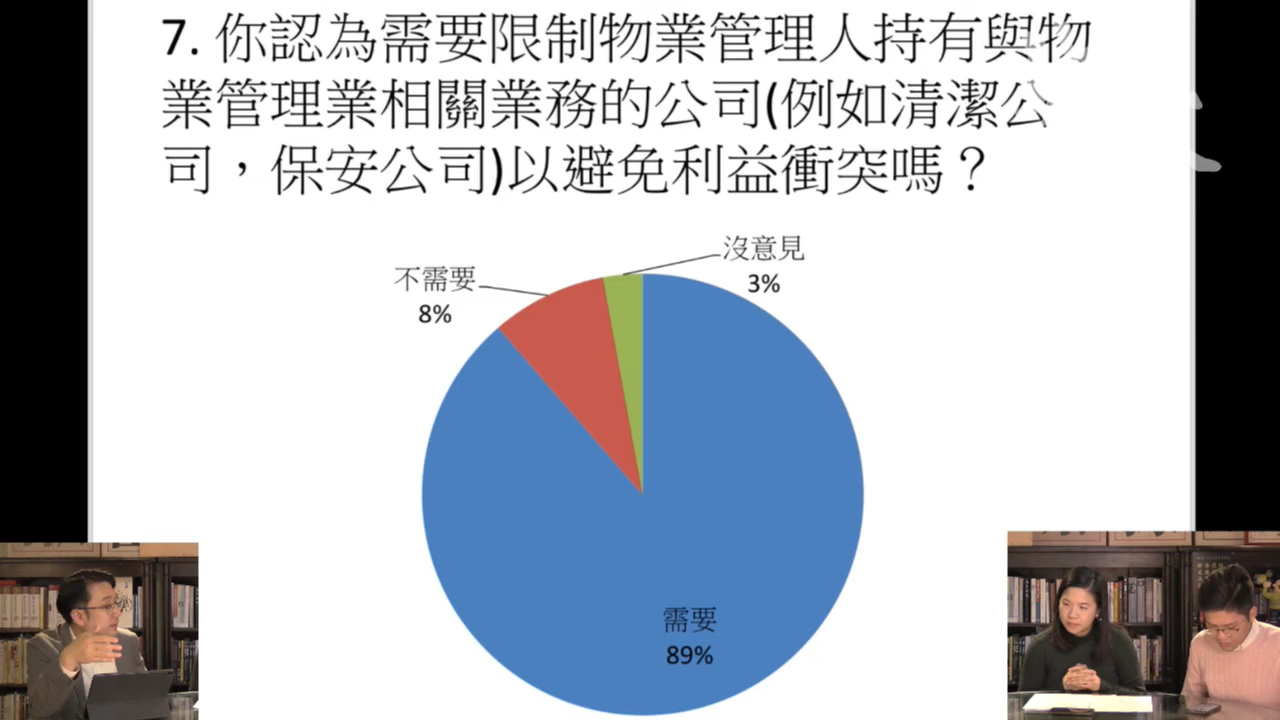 7. 你認為需要限制物業管理人持有與物
業管理業相關業務的公司(例如清潔公
司，保安公司)以避免利益衝突嗎？
沒意見
3%
不需要
8%
需要
89%